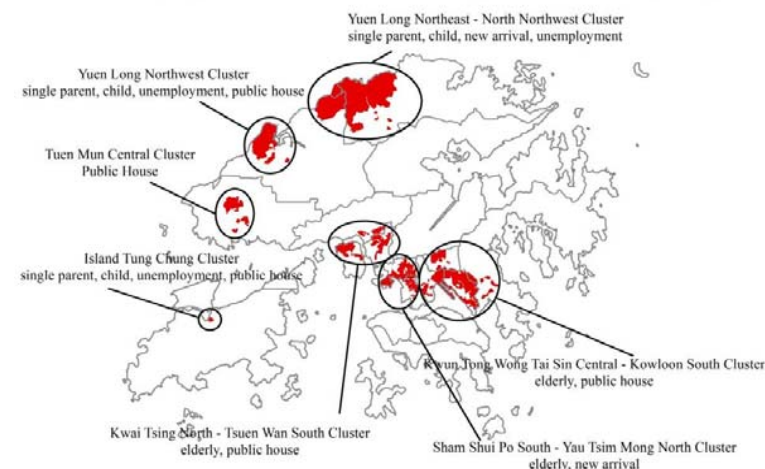 Yuen Long Northeast - North Northwest Cluster
single parent, child, new arrival, unemployment
Yuen Long Northwest Cluster
single parent, child, unemployment, public house
Tuen Mun Central Cluster
Public House
Island Tung Chung Cluster
single parent, child, unemployment, public house
Kwun Tong Wong Tai Sin Central - Kowloon South Cluster
elderly, public house
Kwai Tsing North - Tsuen Wan South Cluster
elderly, public house
Sham Shui Po South - Yau Tsim Mong North Cluster
elderly, new arrival